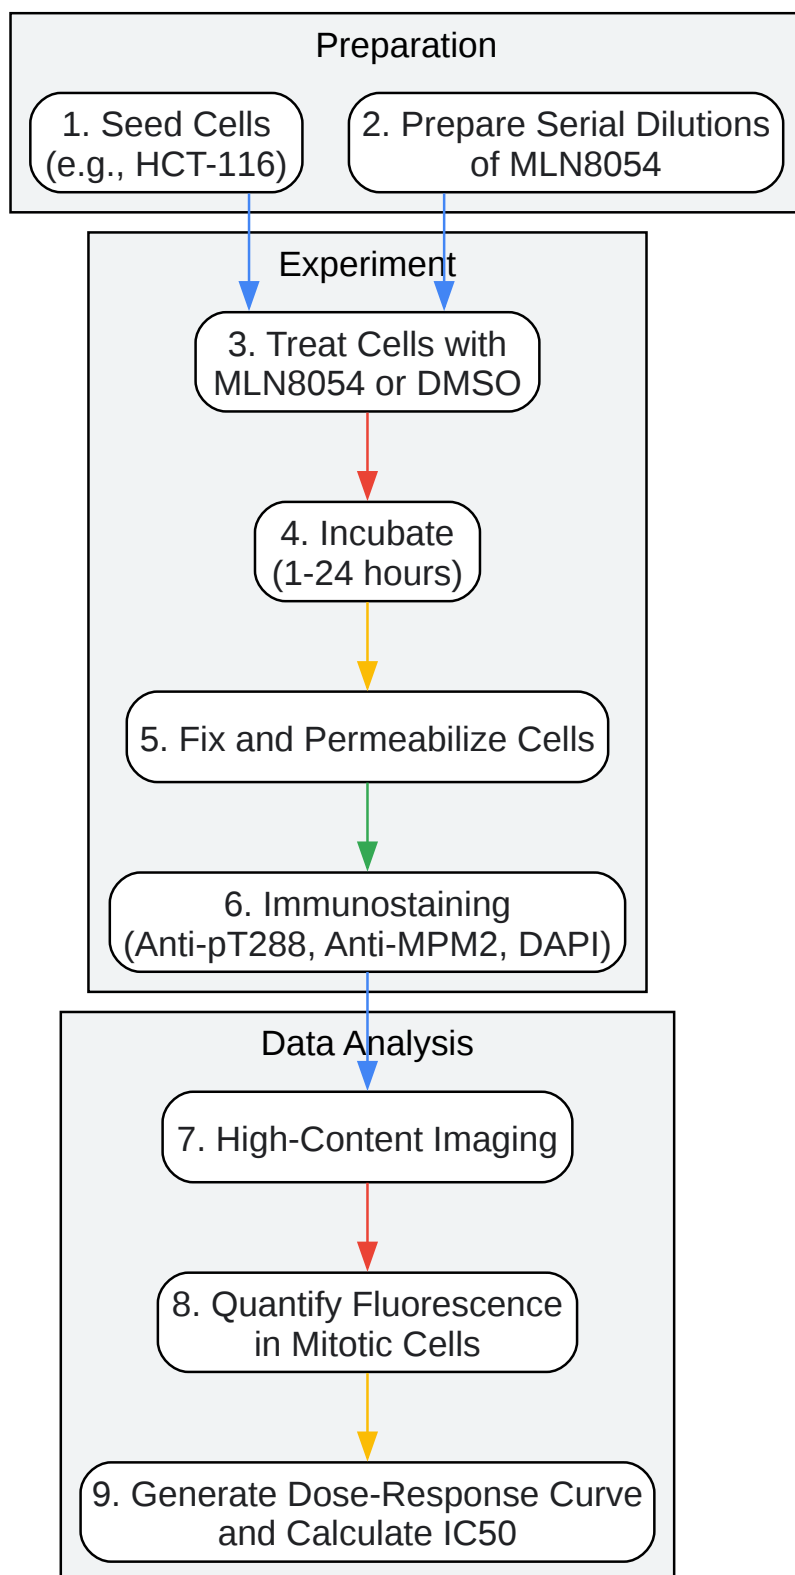 Preparation
1. Seed Cells
(e.g., HCT-116)
2. Prepare Serial Dilutions
of MLN8054
Experiment
3. Treat Cells with
MLN8054 or DMSO
4. Incubate
(1-24 hours)
5. Fix and Permeabilize Cells
6. Immunostaining
(Anti-pT288, Anti-MPM2, DAPI)
Data Analysis
7. High-Content Imaging
8. Quantify Fluorescence
in Mitotic Cells
9. Generate Dose-Response Curve
and Calculate IC50